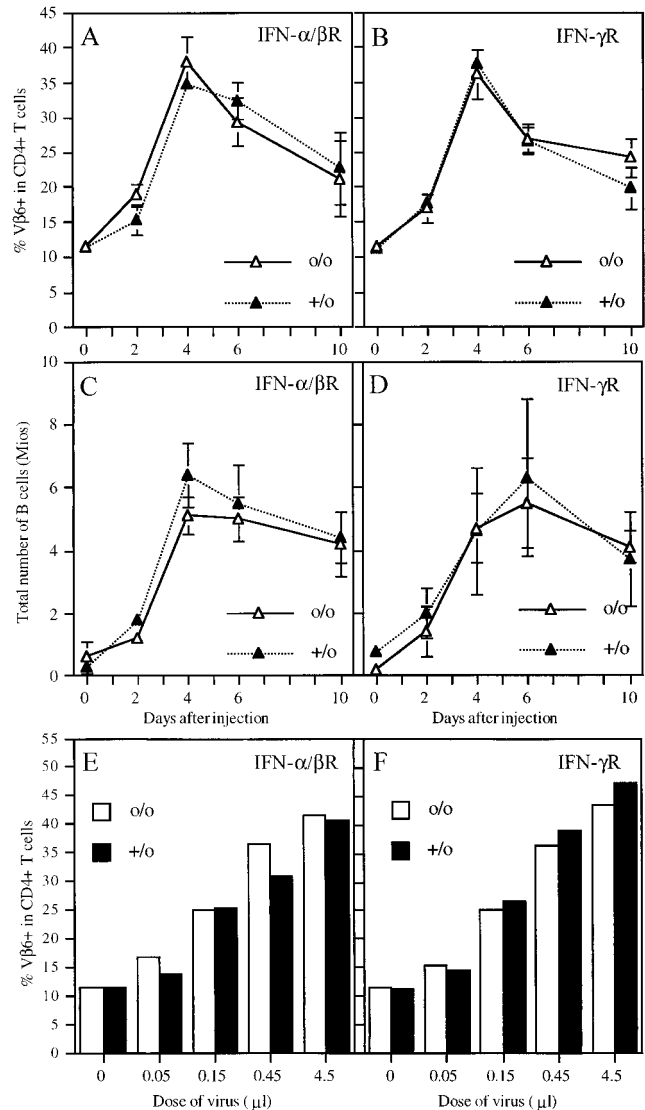 A
IFN-α/βR
B
IFN-γR
% Vβ6+ in CD4+ T cells
45
40
35
30
25
20
15
10
5
0
o/o
+/o
o/o
+/o
0 2 4 6 10
0 2 4 6 10
C
IFN-α/βR
D
IFN-γR
Total number of B cells (Mios)
8
6
4
2
0
o/o
+/o
o/o
+/o
0 2 4 6 10
0 2 4 6 10
Days after injection
Days after injection
E
IFN-α/βR
F
IFN-γR
% Vβ6+ in CD4+ T cells
55
50
45
40
35
30
25
20
15
10
5
0
o/o
+/o
o/o
+/o
0 0.05 0.15 0.45 4.5
0 0.05 0.15 0.45 4.5
Dose of virus ( μl)
Dose of virus ( μl)